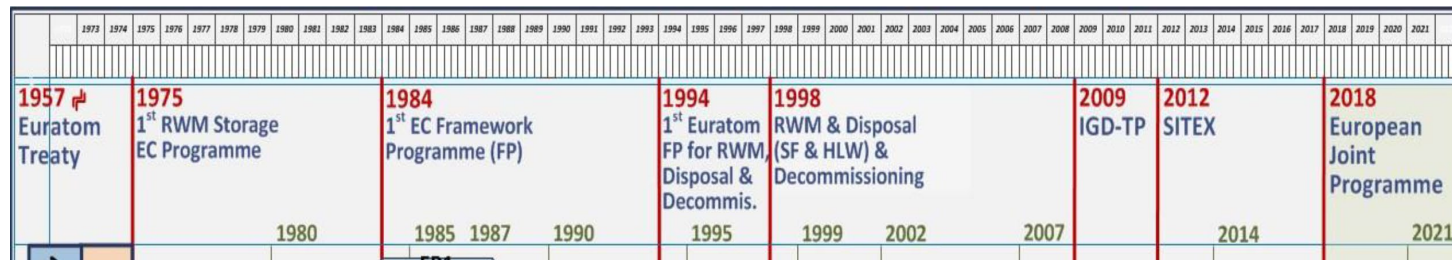 1973 1974 1975 1976 1977 1978 1979 1980 1981 1982 1983 1984 1985 1986 1987 1988 1989 1990 1991 1992 1993 1994 1995 1996 1997 1998 1999 2000 2001 2002 2003 2004 2005 2006 2007 2008 2009 2010 2011 2012 2013 2014 2015 2016 2017 2018 2019 2020 2021
1957
Euratom
Treaty
1975
1st RWM Storage
EC Programme
1984
1st EC Framework
Programme (FP)
1994
1st Euratom
FP for RWM,
Disposal &
Decommis.
1998
RWM & Disposal
(SF & HLW) &
Decommissioning
2009
IGD-TP
2012
SITEX
2018
European
Joint
Programme
1980 1985 1987 1990 1995 1999 2002 2007 2014 2021